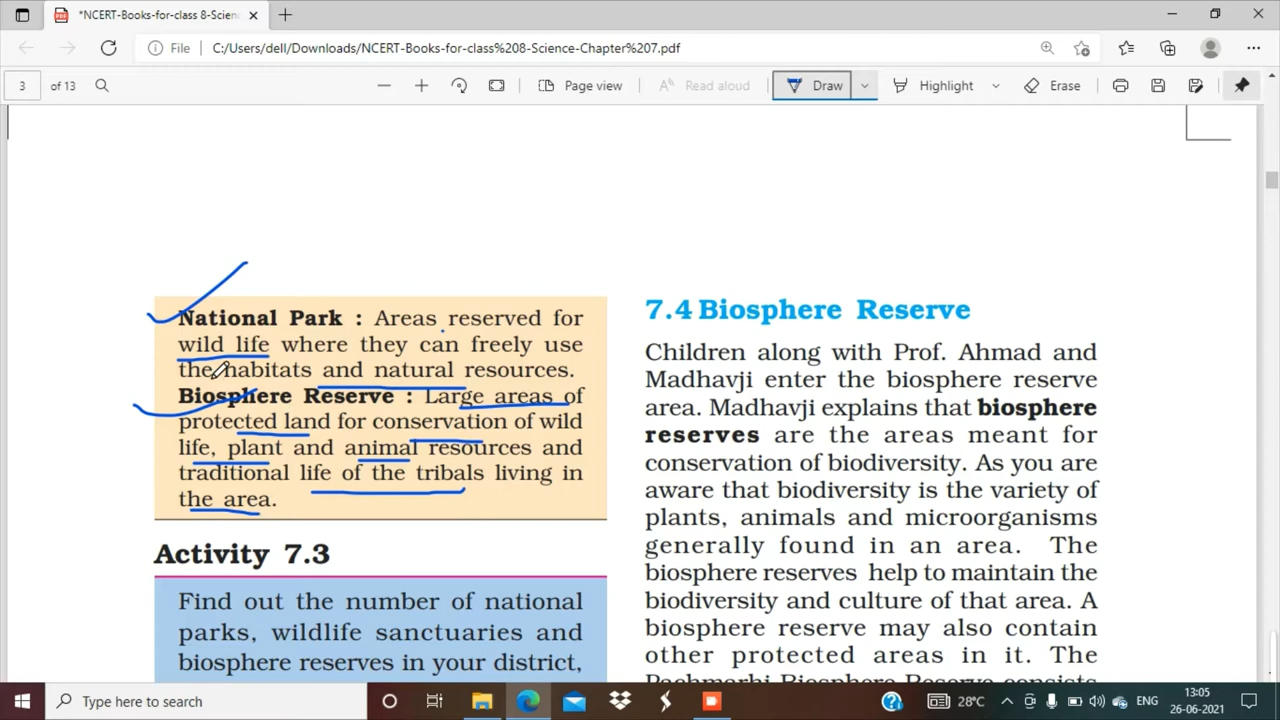 *NCERT-Books-for-class 8-Scien
File C:/Users/dell/Downloads/NCERT-Books-for-class%208-Science-Chapter%207.pdf
3 of 13 Page view Read aloud Draw Highlight Erase
National Park : Areas reserved for
wild life where they can freely use
the habitats and natural resources.
Biosphere Reserve : Large areas of
protected land for conservation of wild
life, plant and animal resources and
traditional life of the tribals living in
the area.
Activity 7.3
Find out the number of national
parks, wildlife sanctuaries and
biosphere reserves in your district,
7.4 Biosphere Reserve
Children along with Prof. Ahmad and
Madhavji enter the biosphere reserve
area. Madhavji explains that biosphere
reserves are the areas meant for
conservation of biodiversity. As you are
aware that biodiversity is the variety of
plants, animals and microorganisms
generally found in an area. The
biosphere reserves help to maintain the
biodiversity and culture of that area. A
biosphere reserve may also contain
other protected areas in it. The
Pachmarhi Biosphere Reserve consists
Type here to search
28°C ENG 13:05
26-06-2021